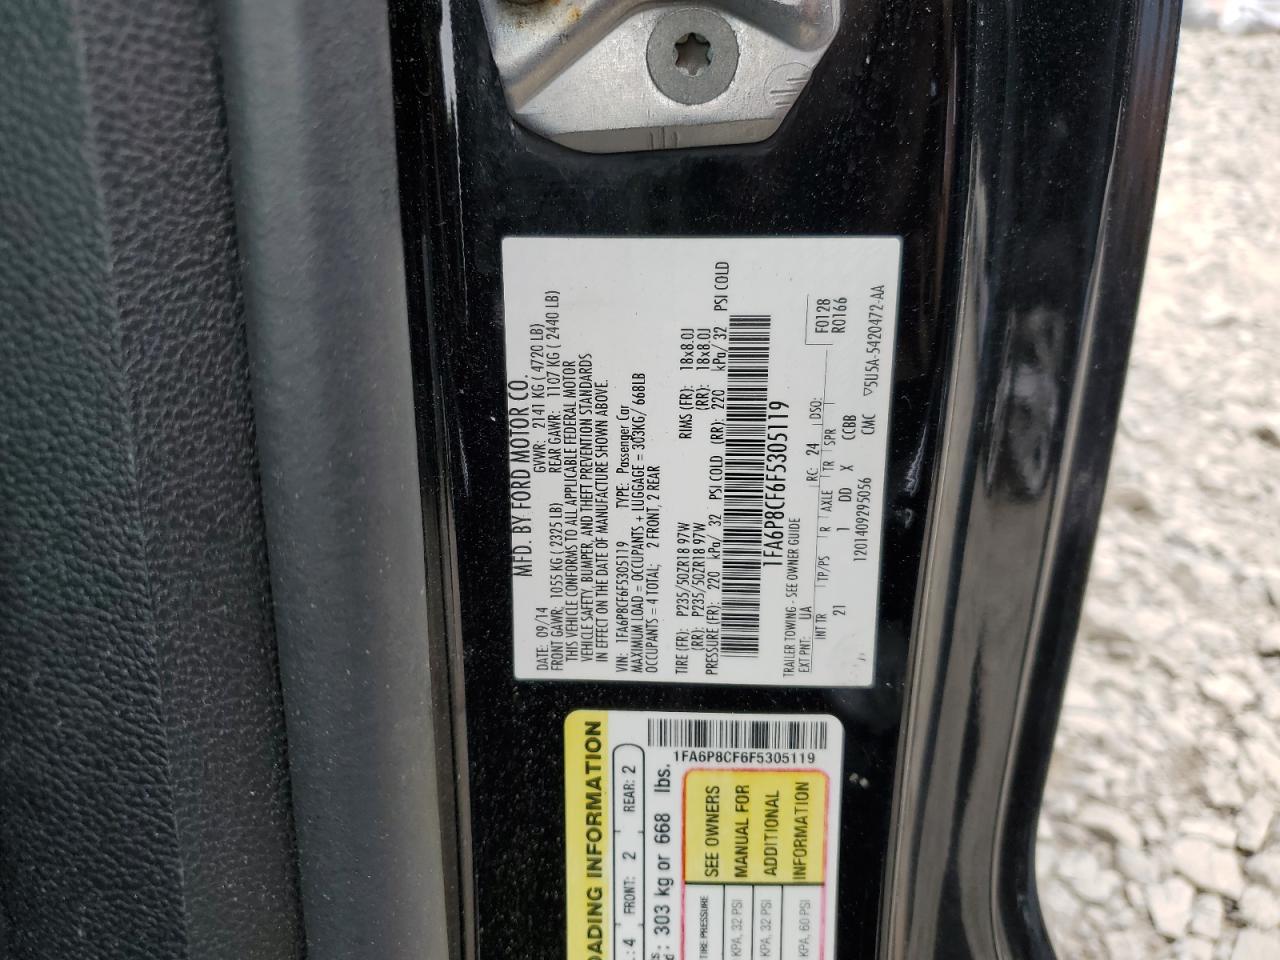 MFD. BY FORD MOTOR CO.
DATE: 09/14 GVWR: 2141 KG ( 4720 LB)
FRONT GAWR: 1055 KG ( 2325 LB) REAR GAWR: 1107 KG ( 2440 LB)
THIS VEHICLE CONFORMS TO ALL APPLICABLE FEDERAL MOTOR
VEHICLE SAFETY, BUMPER, AND THEFT PREVENTION STANDARDS
IN EFFECT ON THE DATE OF MANUFACTURE SHOWN ABOVE.
VIN: 1FA6P8CF6F5305119 TYPE: Passenger Car
MAXIMUM LOAD = OCCUPANTS + LUGGAGE = 303KG/ 668LB
OCCUPANTS = 4 TOTAL; 2 FRONT, 2 REAR
TIRE (FR): P235/50ZR18 97W RIMS (FR): 18x8.0J
(RR): P235/50ZR18 97W (RR): 18x8.0J
PRESSURE (FR): 220 kPa/ 32 PSI COLD (RR): 220 kPa/ 32 PSI COLD
1FA6P8CF6F5305119
TRAILER TOWING - SEE OWNER GUIDE
EXT PNT: UA RC: 24 DSO: F0128
R0166
INT TR TP/PS R AXLE TR SPR
21 1 DD X CCBB
1201409295056 CMC ▽5U5A-5420472-AA
OADING INFORMATION
: 4 FRONT: 2 REAR: 2
: 303 kg or 668 lbs.
1FA6P8CF6F5305119
TIRE PRESSURE
KPA, 32 PSI
KPA, 32 PSI
KPA, 60 PSI
SEE OWNERS
MANUAL FOR
ADDITIONAL
INFORMATION